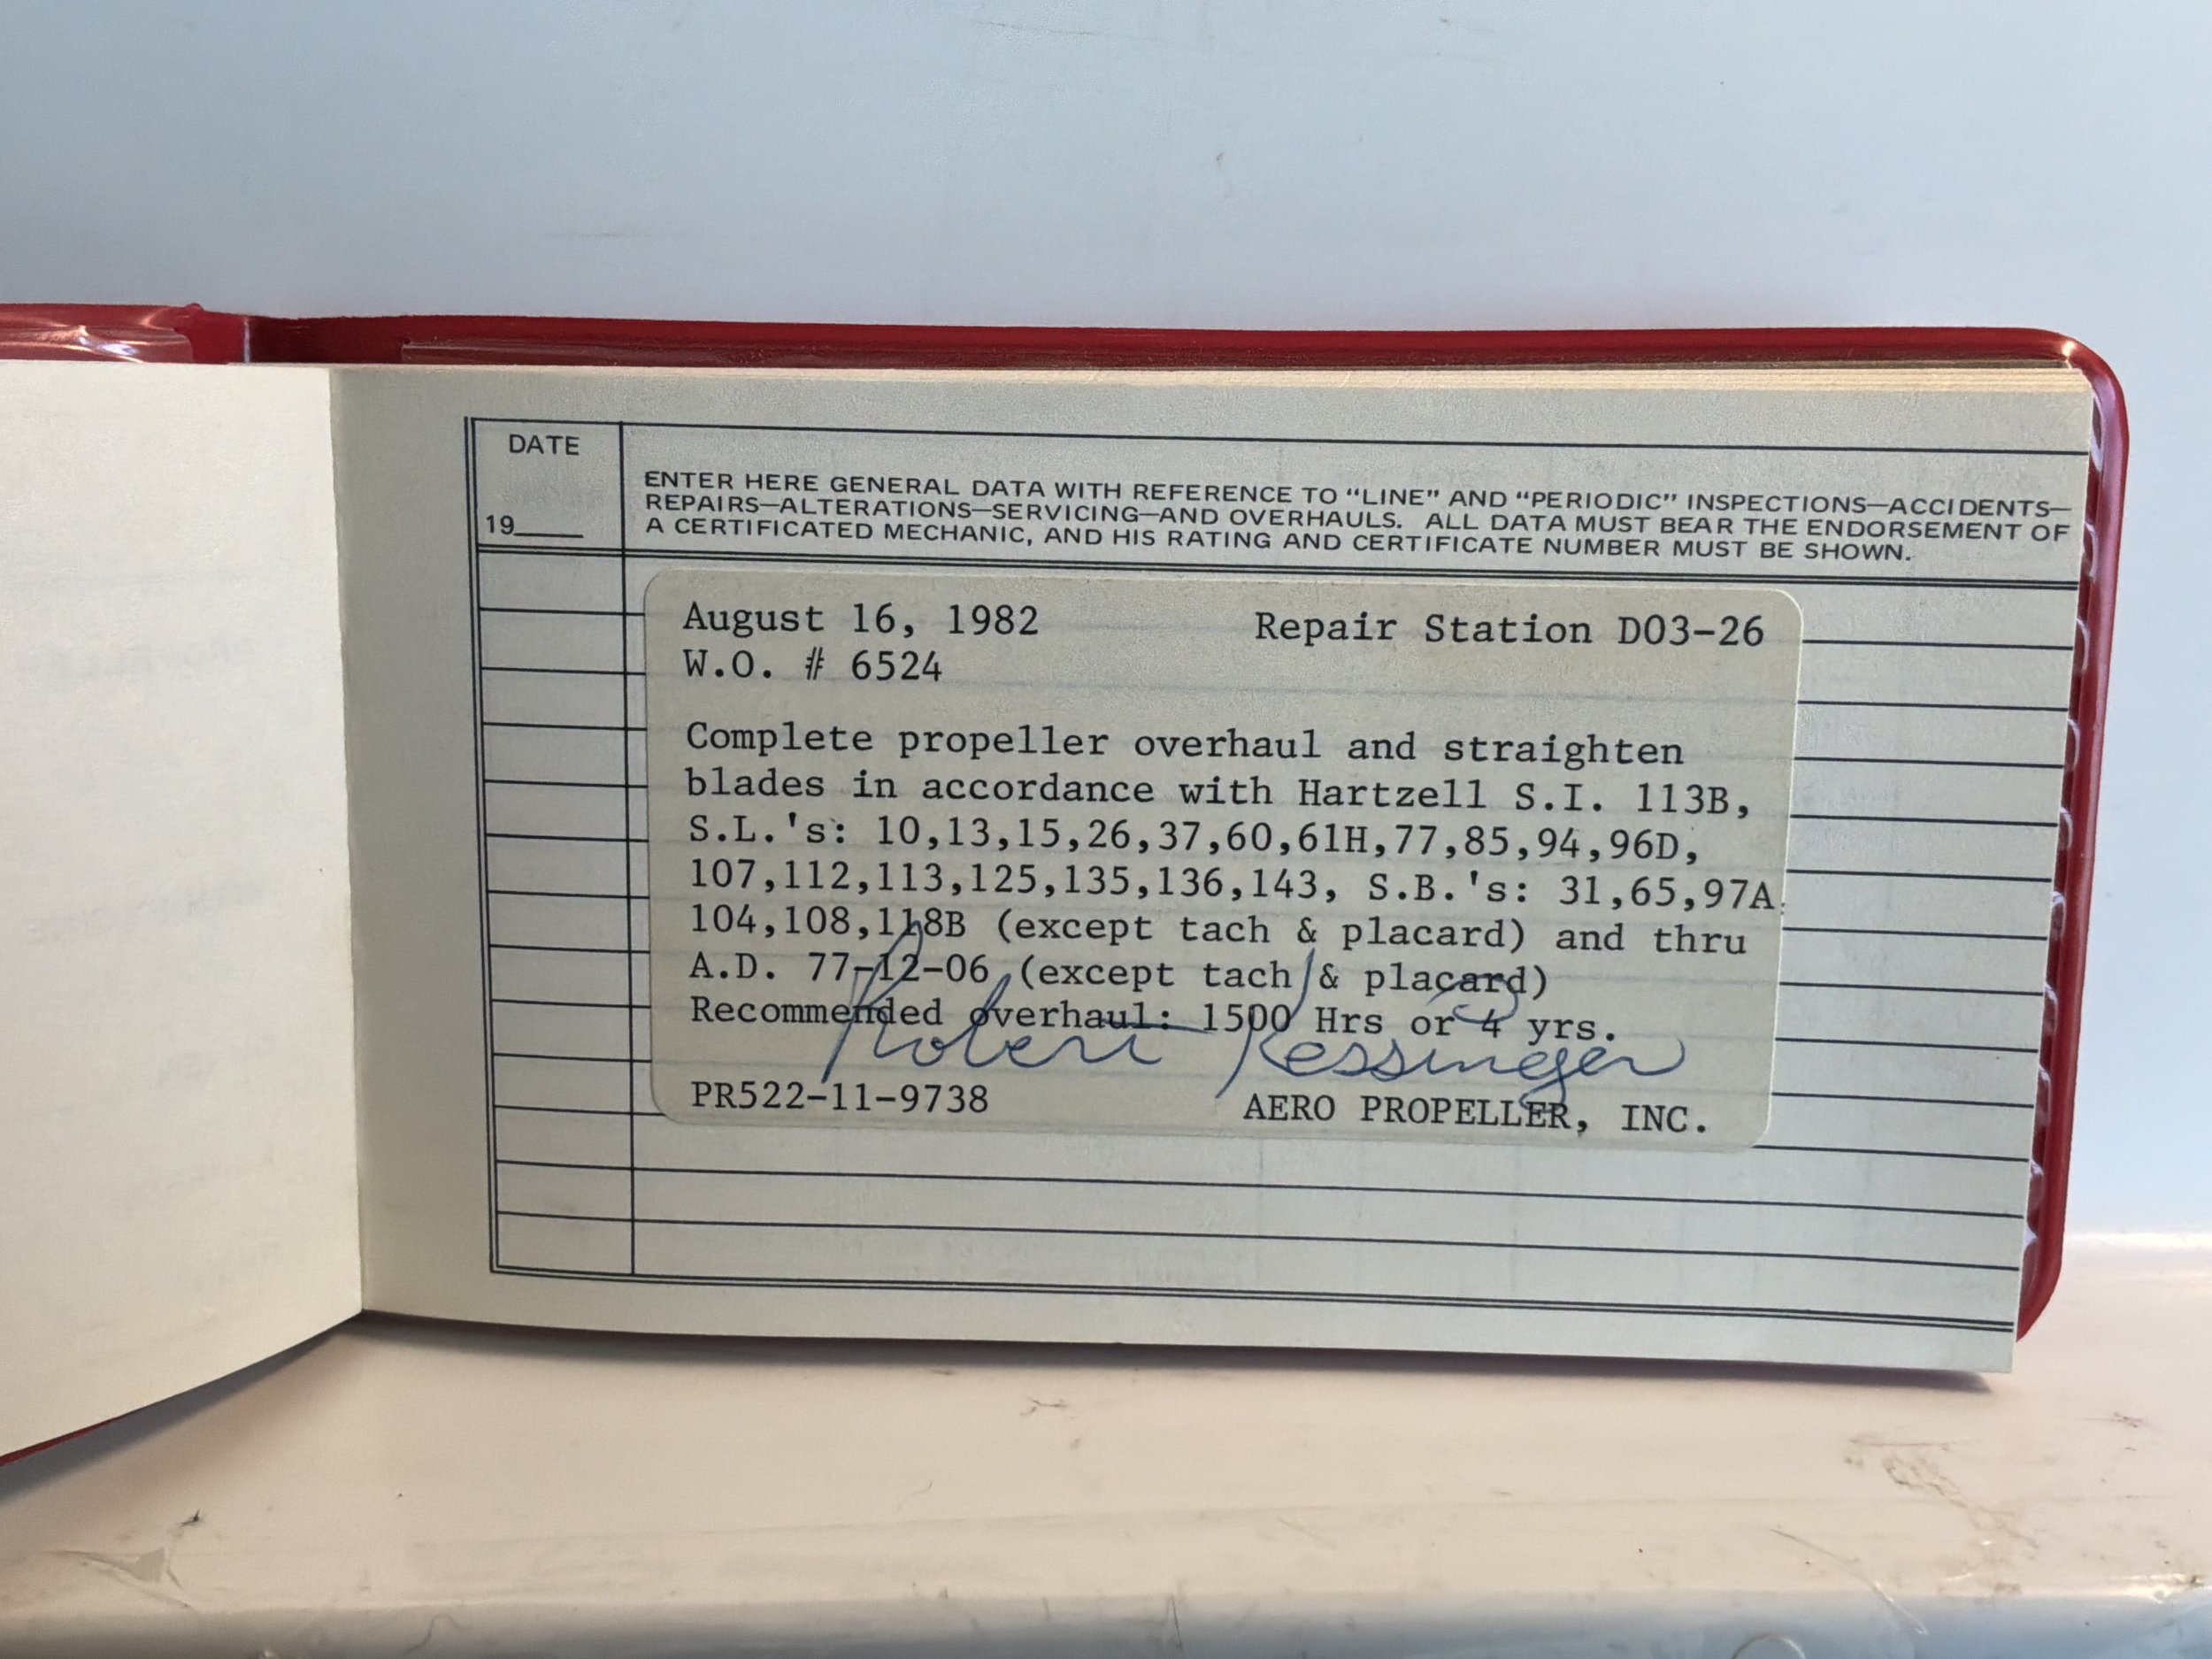 DATE
19
ENTER HERE GENERAL DATA WITH REFERENCE TO “LINE” AND “PERIODIC” INSPECTIONS—ACCIDENTS—
REPAIRS—ALTERATIONS—SERVICING—AND OVERHAULS. ALL DATA MUST BEAR THE ENDORSEMENT OF
A CERTIFICATED MECHANIC, AND HIS RATING AND CERTIFICATE NUMBER MUST BE SHOWN.
August 16, 1982 Repair Station D03-26
W.O. # 6524
Complete propeller overhaul and straighten
blades in accordance with Hartzell S.I. 113B,
S.L.'s: 10,13,15,26,37,60,61H,77,85,94,96D,
107,112,113,125,135,136,143, S.B.'s: 31,65,97A,
104,108,118B (except tach & placard) and thru
A.D. 77-12-06 (except tach & placard)
Recommended overhaul: 1500 Hrs or 4 yrs.
Robert Kessinger
PR522-11-9738 AERO PROPELLER, INC.